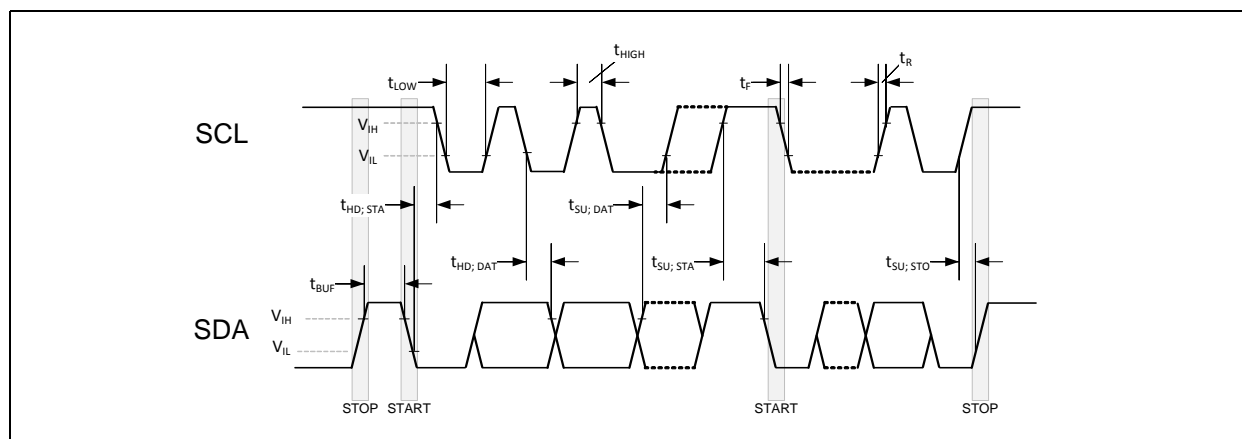 tHIGH
tLOW
tF
tR
SCL
VIH
VIL
tHD; STA
tSU; DAT
tHD; DAT
tSU; STA
tSU; STO
tBUF
SDA
VIH
VIL
STOP START START STOP